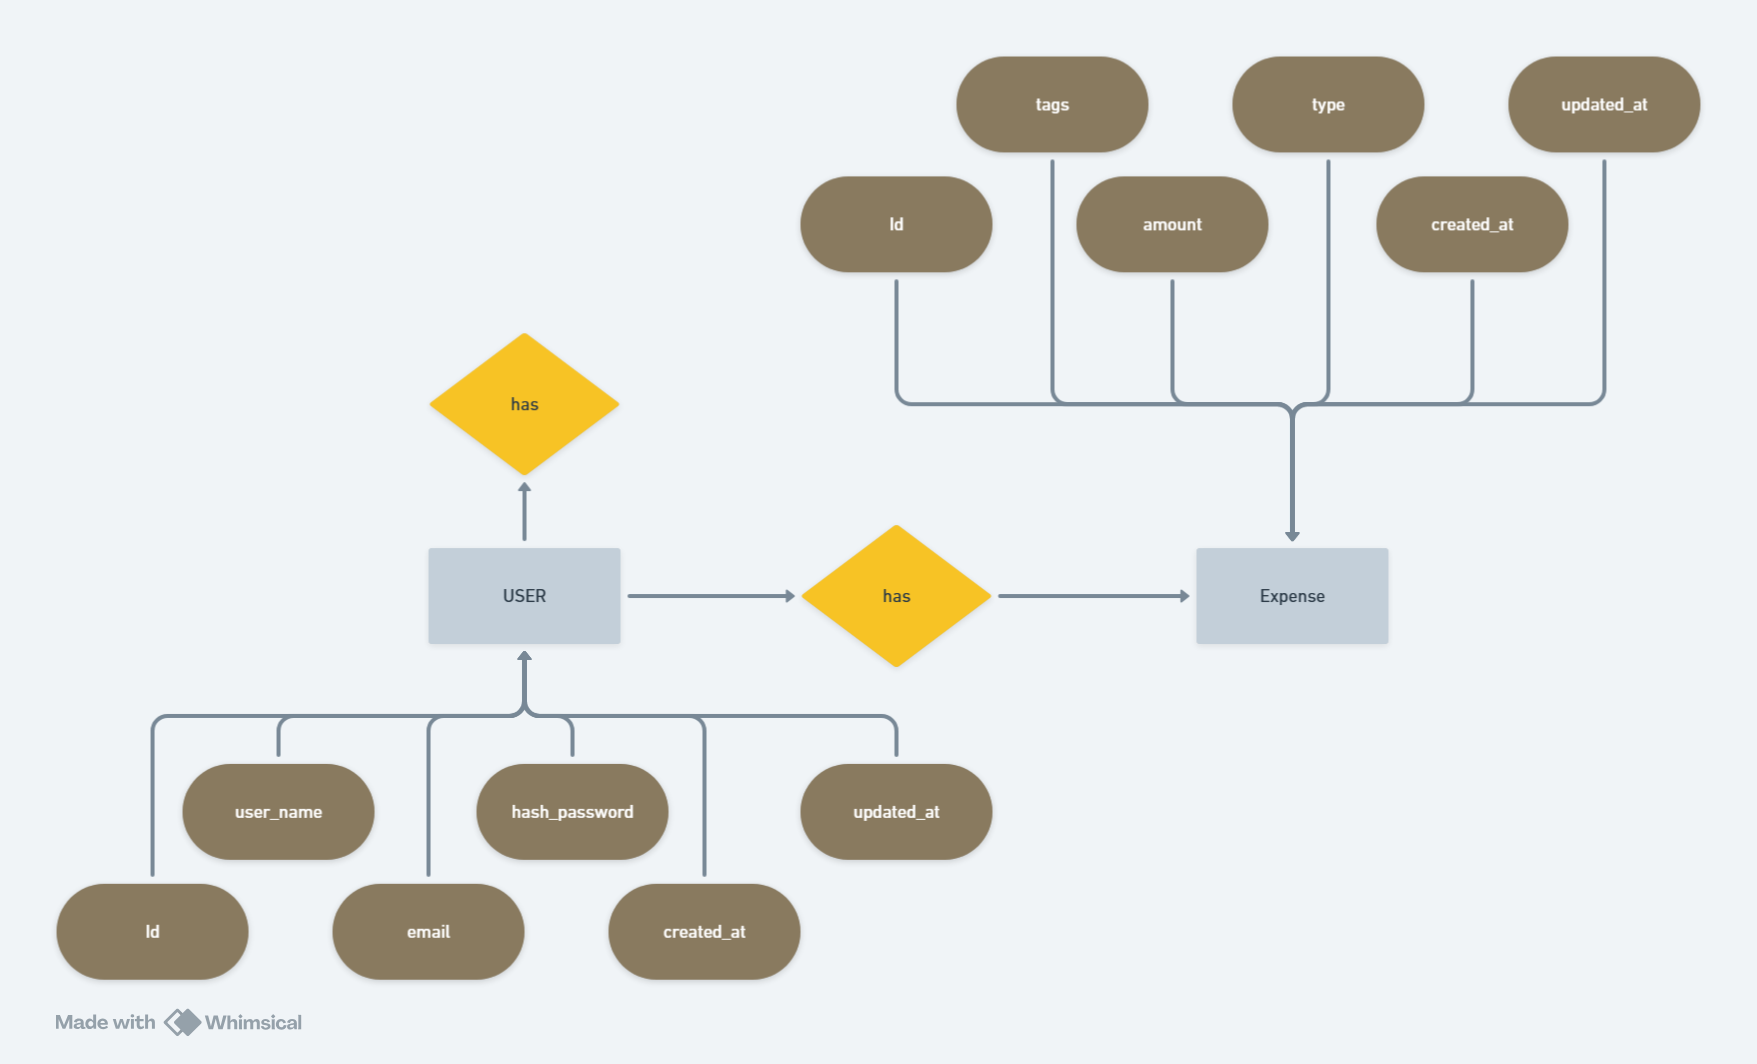 tags
type
updated_at
Id
amount
created_at
has
USER
has
Expense
user_name
hash_password
updated_at
Id
email
created_at
Made with Whimsical